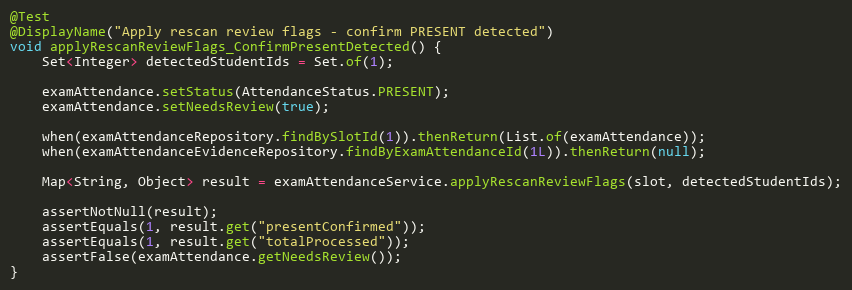 @Test
@DisplayName("Apply rescan review flags - confirm PRESENT detected")
void applyRescanReviewFlags_ConfirmPresentDetected() {
    Set<Integer> detectedStudentIds = Set.of(1);

    examAttendance.setStatus(AttendanceStatus.PRESENT);
    examAttendance.setNeedsReview(true);

    when(examAttendanceRepository.findBySlotId(1)).thenReturn(List.of(examAttendance));
    when(examAttendanceEvidenceRepository.findByExamAttendanceId(1L)).thenReturn(null);

    Map<String, Object> result = examAttendanceService.applyRescanReviewFlags(slot, detectedStudentIds);

    assertNotNull(result);
    assertEquals(1, result.get("presentConfirmed"));
    assertEquals(1, result.get("totalProcessed"));
    assertFalse(examAttendance.getNeedsReview());
}